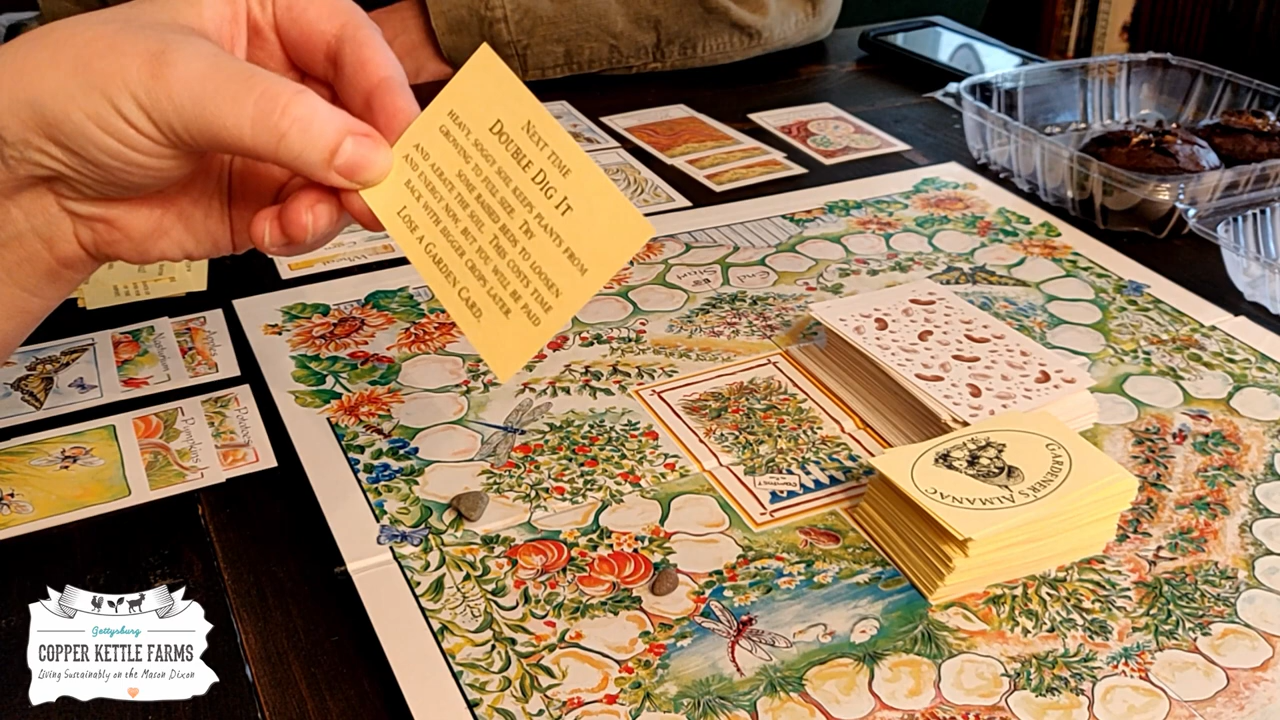 NEXT TIME
DOUBLE DIG IT
HEAVY, SOGGY SOIL KEEPS PLANTS FROM
GROWING TO FULL SIZE. TRY
SOME RAISED BEDS TO LOOSEN
AND AERATE THE SOIL. THIS COSTS TIME
AND ENERGY NOW, BUT YOU WILL BE PAID
BACK WITH BIGGER CROPS LATER.
LOSE A GARDEN CARD.
Start
End
GARDENER'S ALMANAC
Potatoes
Pumpkins
Gettysburg
COPPER KETTLE FARMS
Living Sustainably on the Mason Dixon